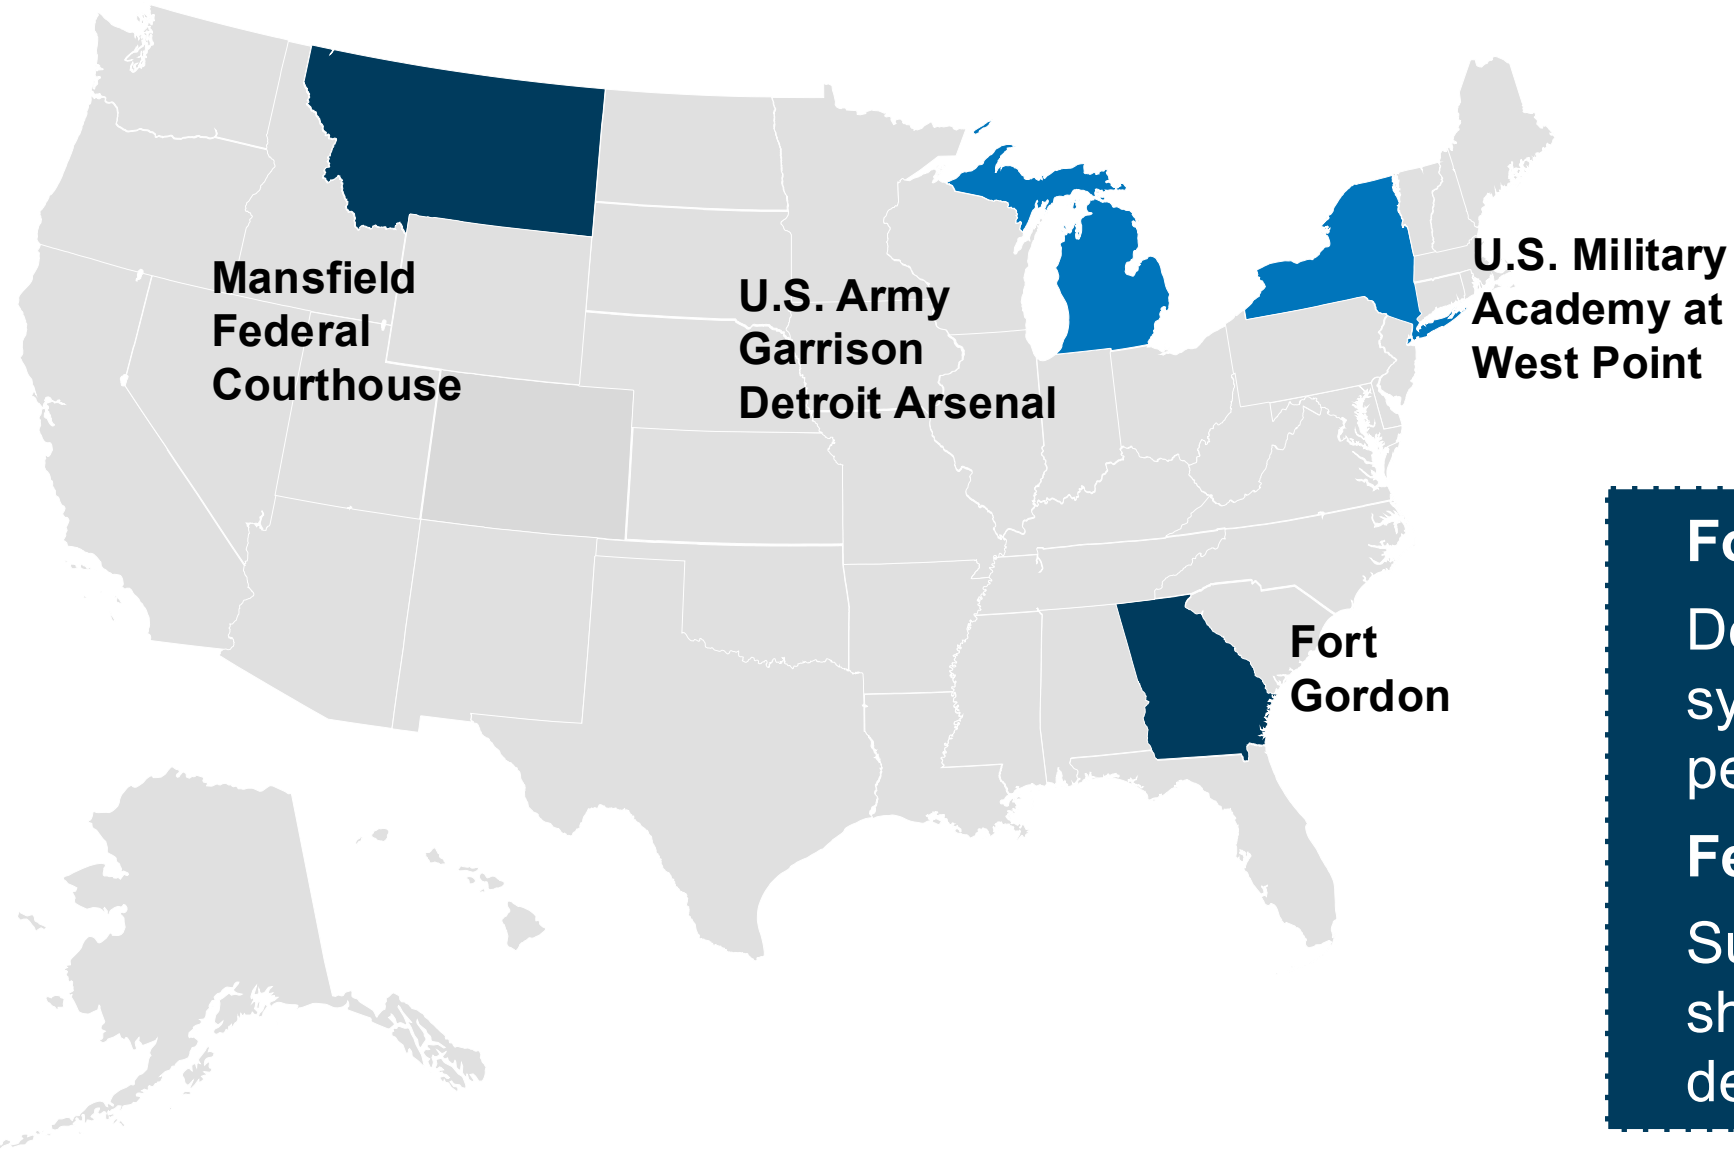 Mansfield
Federal
Courthouse
U.S. Army
Garrison
Detroit Arsenal
U.S. Military
Academy at
West Point
Fort
Gordon